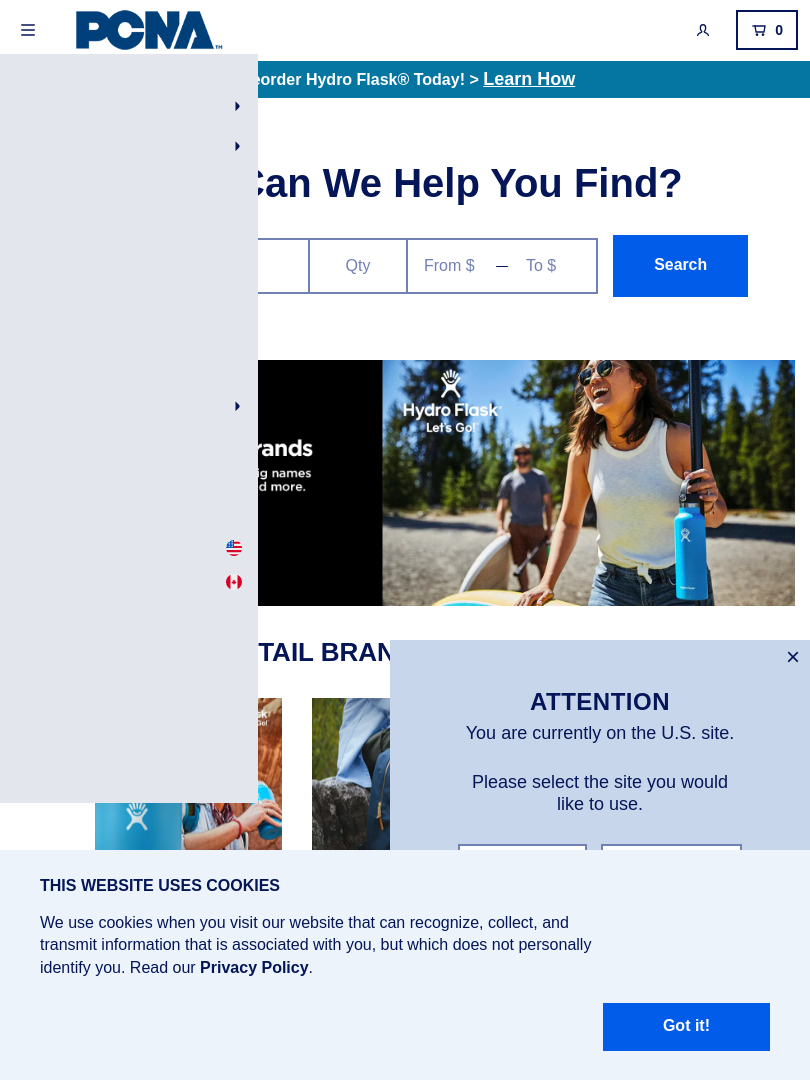 PCNA™
0
eorder Hydro Flask® Today! > Learn How
Can We Help You Find?
Qty
From $
To $
Search
rands
ig names
d more.
Hydro Flask
Let's Go!
TAIL BRAN
ATTENTION
You are currently on the U.S. site.
Please select the site you would
like to use.
THIS WEBSITE USES COOKIES
We use cookies when you visit our website that can recognize, collect, and
transmit information that is associated with you, but which does not personally
identify you. Read our Privacy Policy.
Got it!